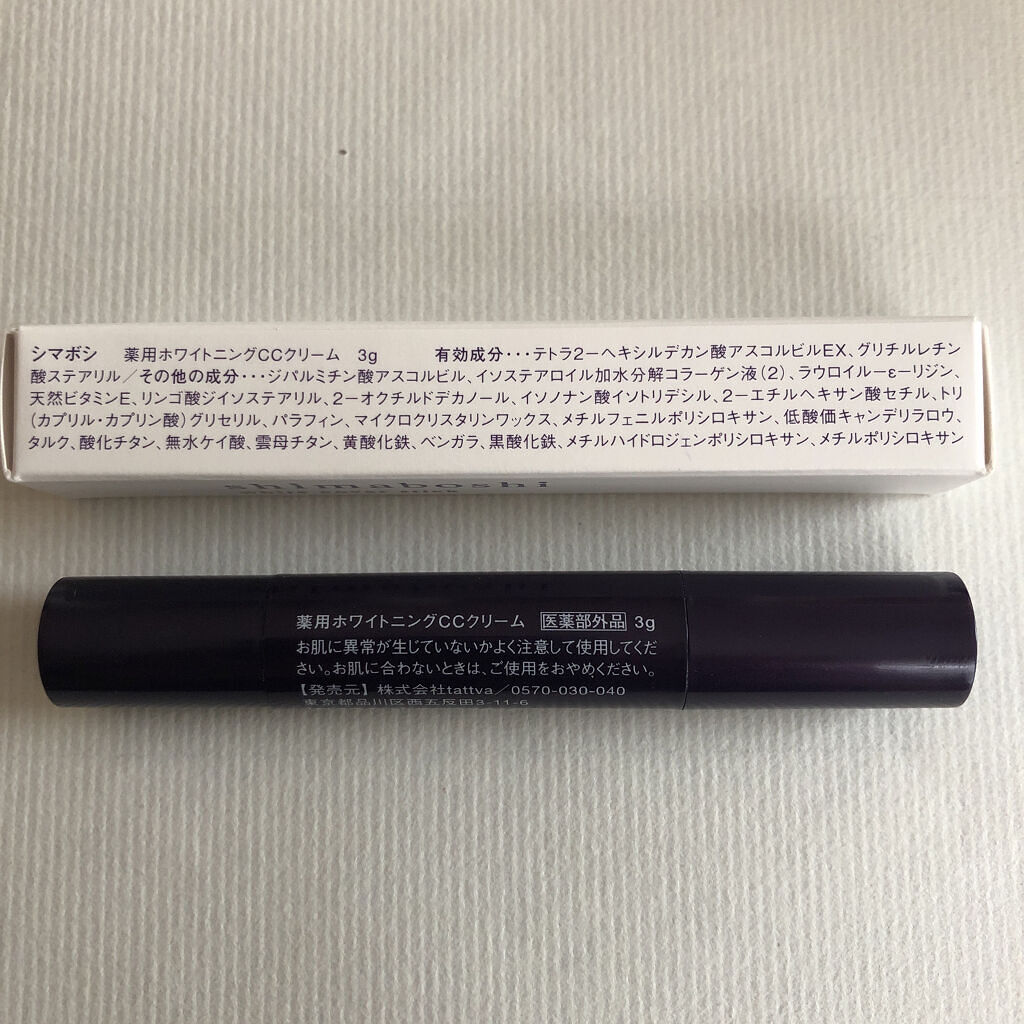 シマボシ 薬用ホワイトニングCCクリーム 3g 有効成分･･･テトラ2ーヘキシルデカン酸アスコルビルEX、グリチルレチン
酸ステアリル／その他の成分･･･ジパルミチン酸アスコルビル、イソステアロイル加水分解コラーゲン液（2）、ラウロイルーεーリジン、
天然ビタミンE、リンゴ酸ジイソステアリル、2ーオクチルドデカノール、イソノナン酸イソトリデシル、2ーエチルヘキサン酸セチル、トリ
（カプリル・カプリン酸）グリセリル、パラフィン、マイクロクリスタリンワックス、メチルフェニルポリシロキサン、低酸価キャンデリラロウ、
タルク、酸化チタン、無水ケイ酸、雲母チタン、黄酸化鉄、ベンガラ、黒酸化鉄、メチルハイドロジェンポリシロキサン、メチルポリシロキサン
shimaboshi
薬用ホワイトニングCCクリーム 医薬部外品 3g
お肌に異常が生じていないかよく注意して使用してくだ
さい。お肌に合わないときは、ご使用をおやめください。
【発売元】株式会社tattva／0570-030-040
東京都品川区西五反田3-11-6